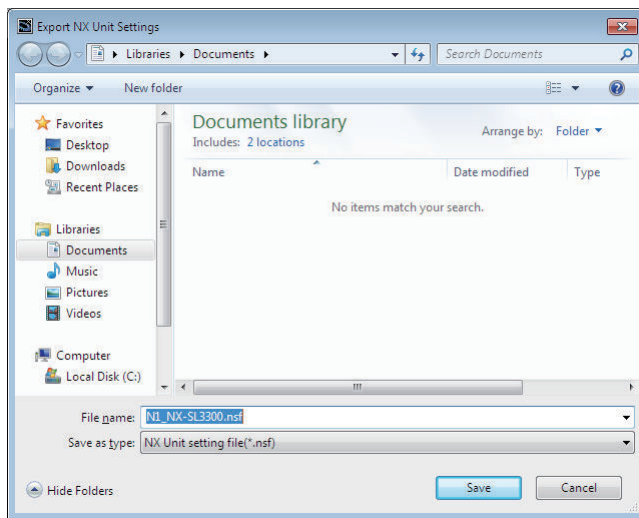 Export NX Unit Settings
Libraries Documents
Search Documents
Organize New folder
Favorites
Desktop
Downloads
Recent Places
Libraries
Documents
Music
Pictures
Videos
Computer
Local Disk (C:)
Documents library
Includes: 2 locations
Arrange by: Folder
Name Date modified Type
No items match your search.
File name: N1_NX-SL3300.nsf
Save as type: NX Unit setting file(*.nsf)
Hide Folders Save Cancel